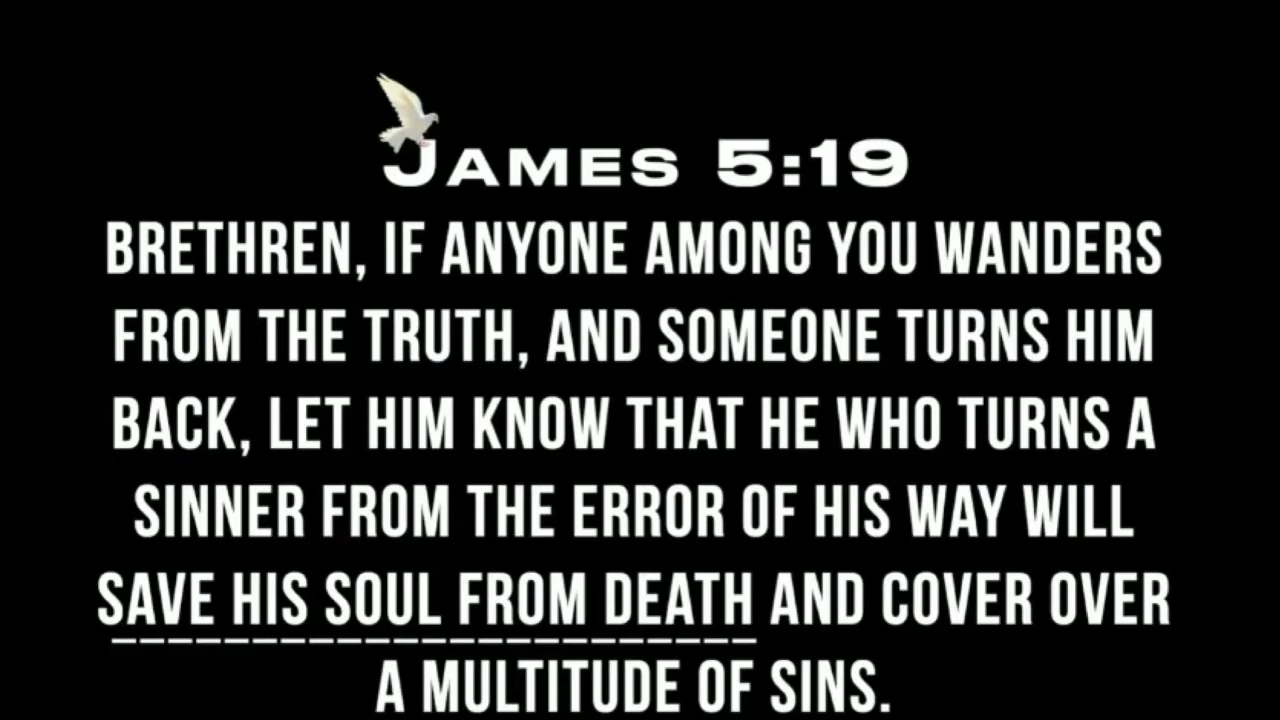 JAMES 5:19
BRETHREN, IF ANYONE AMONG YOU WANDERS
FROM THE TRUTH, AND SOMEONE TURNS HIM
BACK, LET HIM KNOW THAT HE WHO TURNS A
SINNER FROM THE ERROR OF HIS WAY WILL
SAVE HIS SOUL FROM DEATH AND COVER OVER
A MULTITUDE OF SINS.